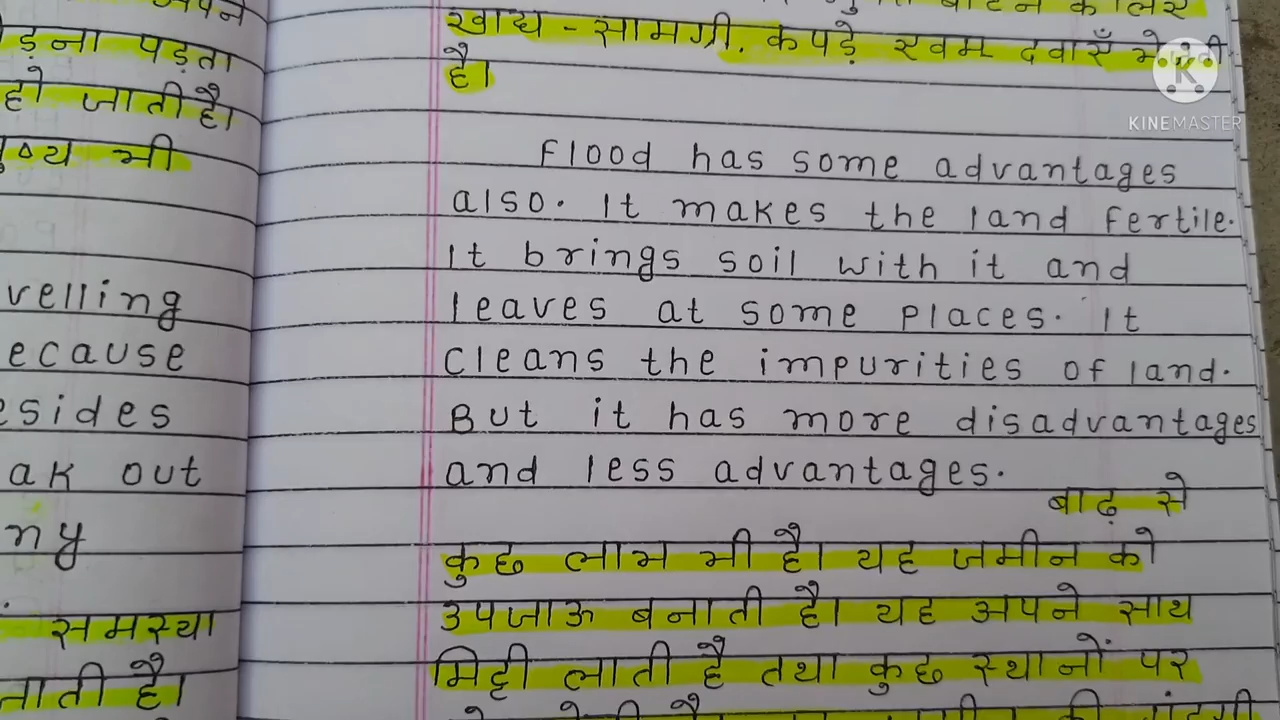 ड़ना पड़ता
हो जाती है।
भी
velling
ecause
esides
ak out
ny
समस्या
है।
खाद्य - सामग्री, कपड़े एवम दवाएँ
है।
KINEMASTER
Flood has some advantages
also. It makes the land fertile.
It brings soil with it and
leaves at some places. It
cleans the impurities of land.
But it has more disadvantages
and less advantages.
बाढ़ से
कुछ लाभ भी है। यह जमीन को
उपजाऊ बनाती है। यह अपने साथ
मिट्टी लाती है तथा कुछ स्थानों पर